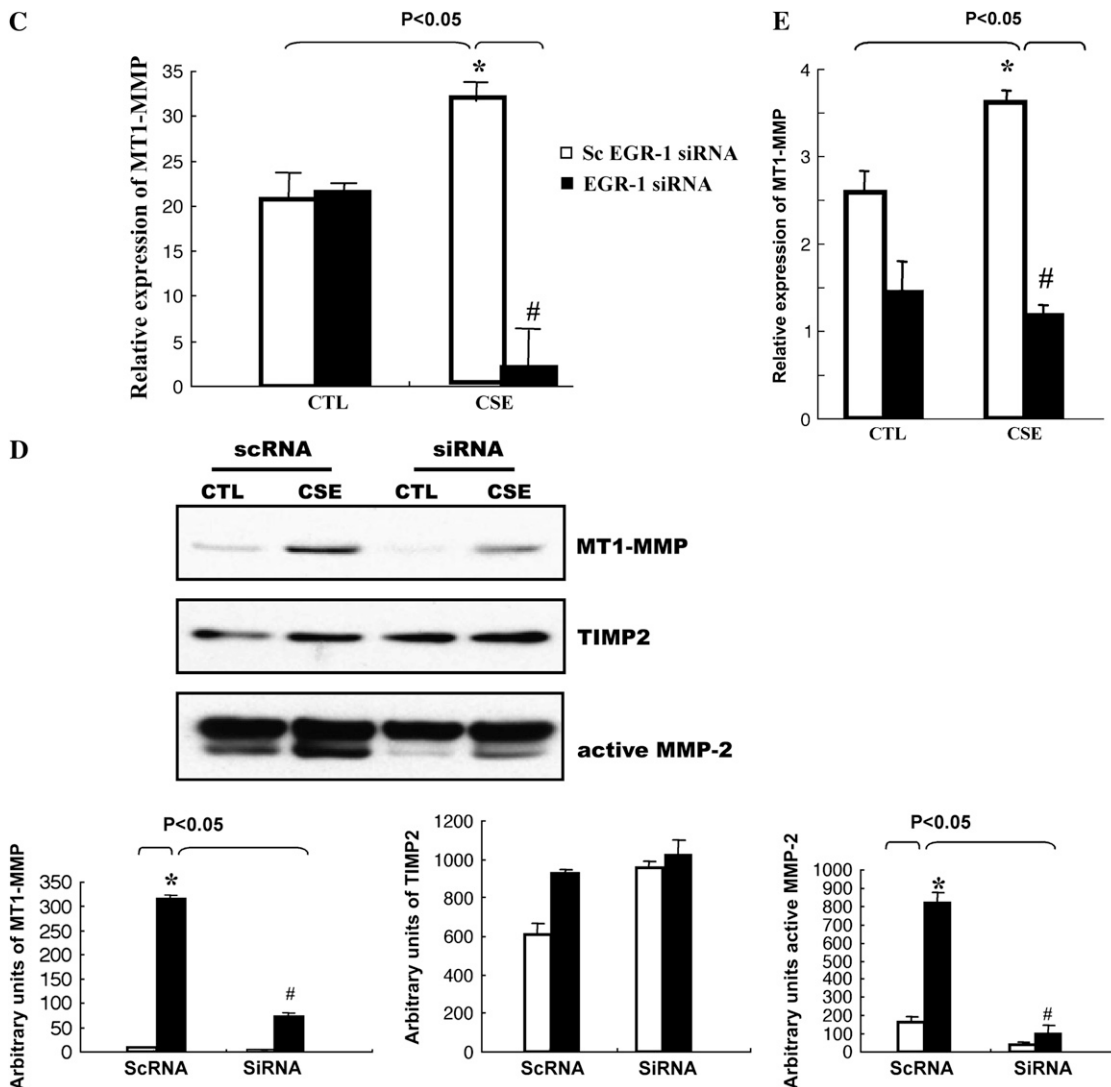 C
P<0.05
*
Relative expression of MT1-MMP
35
30
25
20
15
10
5
0
#
CTL
CSE
Sc EGR-1 siRNA
EGR-1 siRNA
E
P<0.05
*
Relative expression of MT1-MMP
4
3
2
1
0
#
CTL
CSE
D
scRNA
siRNA
CTL
CSE
CTL
CSE
MT1-MMP
TIMP2
active MMP-2
P<0.05
*
Arbitrary units of MT1-MMP
350
300
250
200
150
100
50
0
#
ScRNA
SiRNA
Arbitrary units of TIMP2
1200
1000
800
600
400
200
0
ScRNA
SiRNA
P<0.05
*
Arbitrary units active MMP-2
1000
900
800
700
600
500
400
300
200
100
0
#
ScRNA
SiRNA